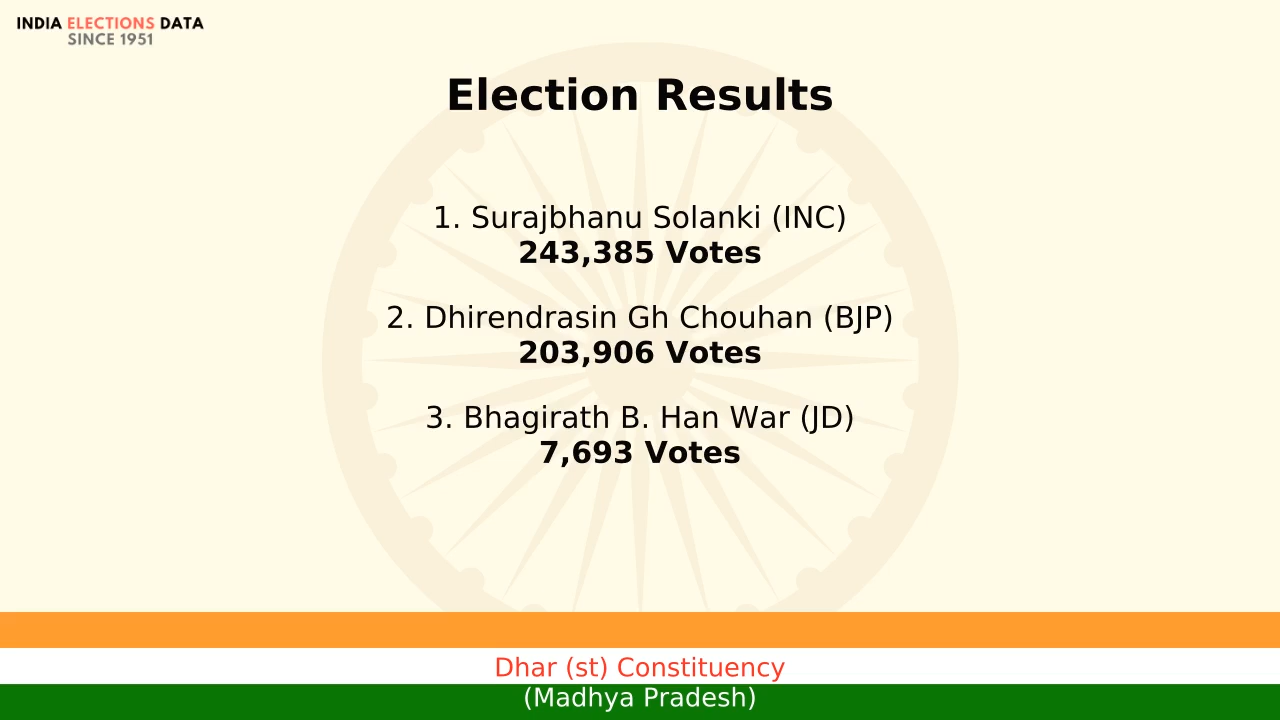 INDIA ELECTIONS DATA
SINCE 1951
Election Results
1. Surajbhanu Solanki (INC)
243,385 Votes
2. Dhirendrasin Gh Chouhan (BJP)
203,906 Votes
3. Bhagirath B. Han War (JD)
7,693 Votes
Dhar (st) Constituency
(Madhya Pradesh)